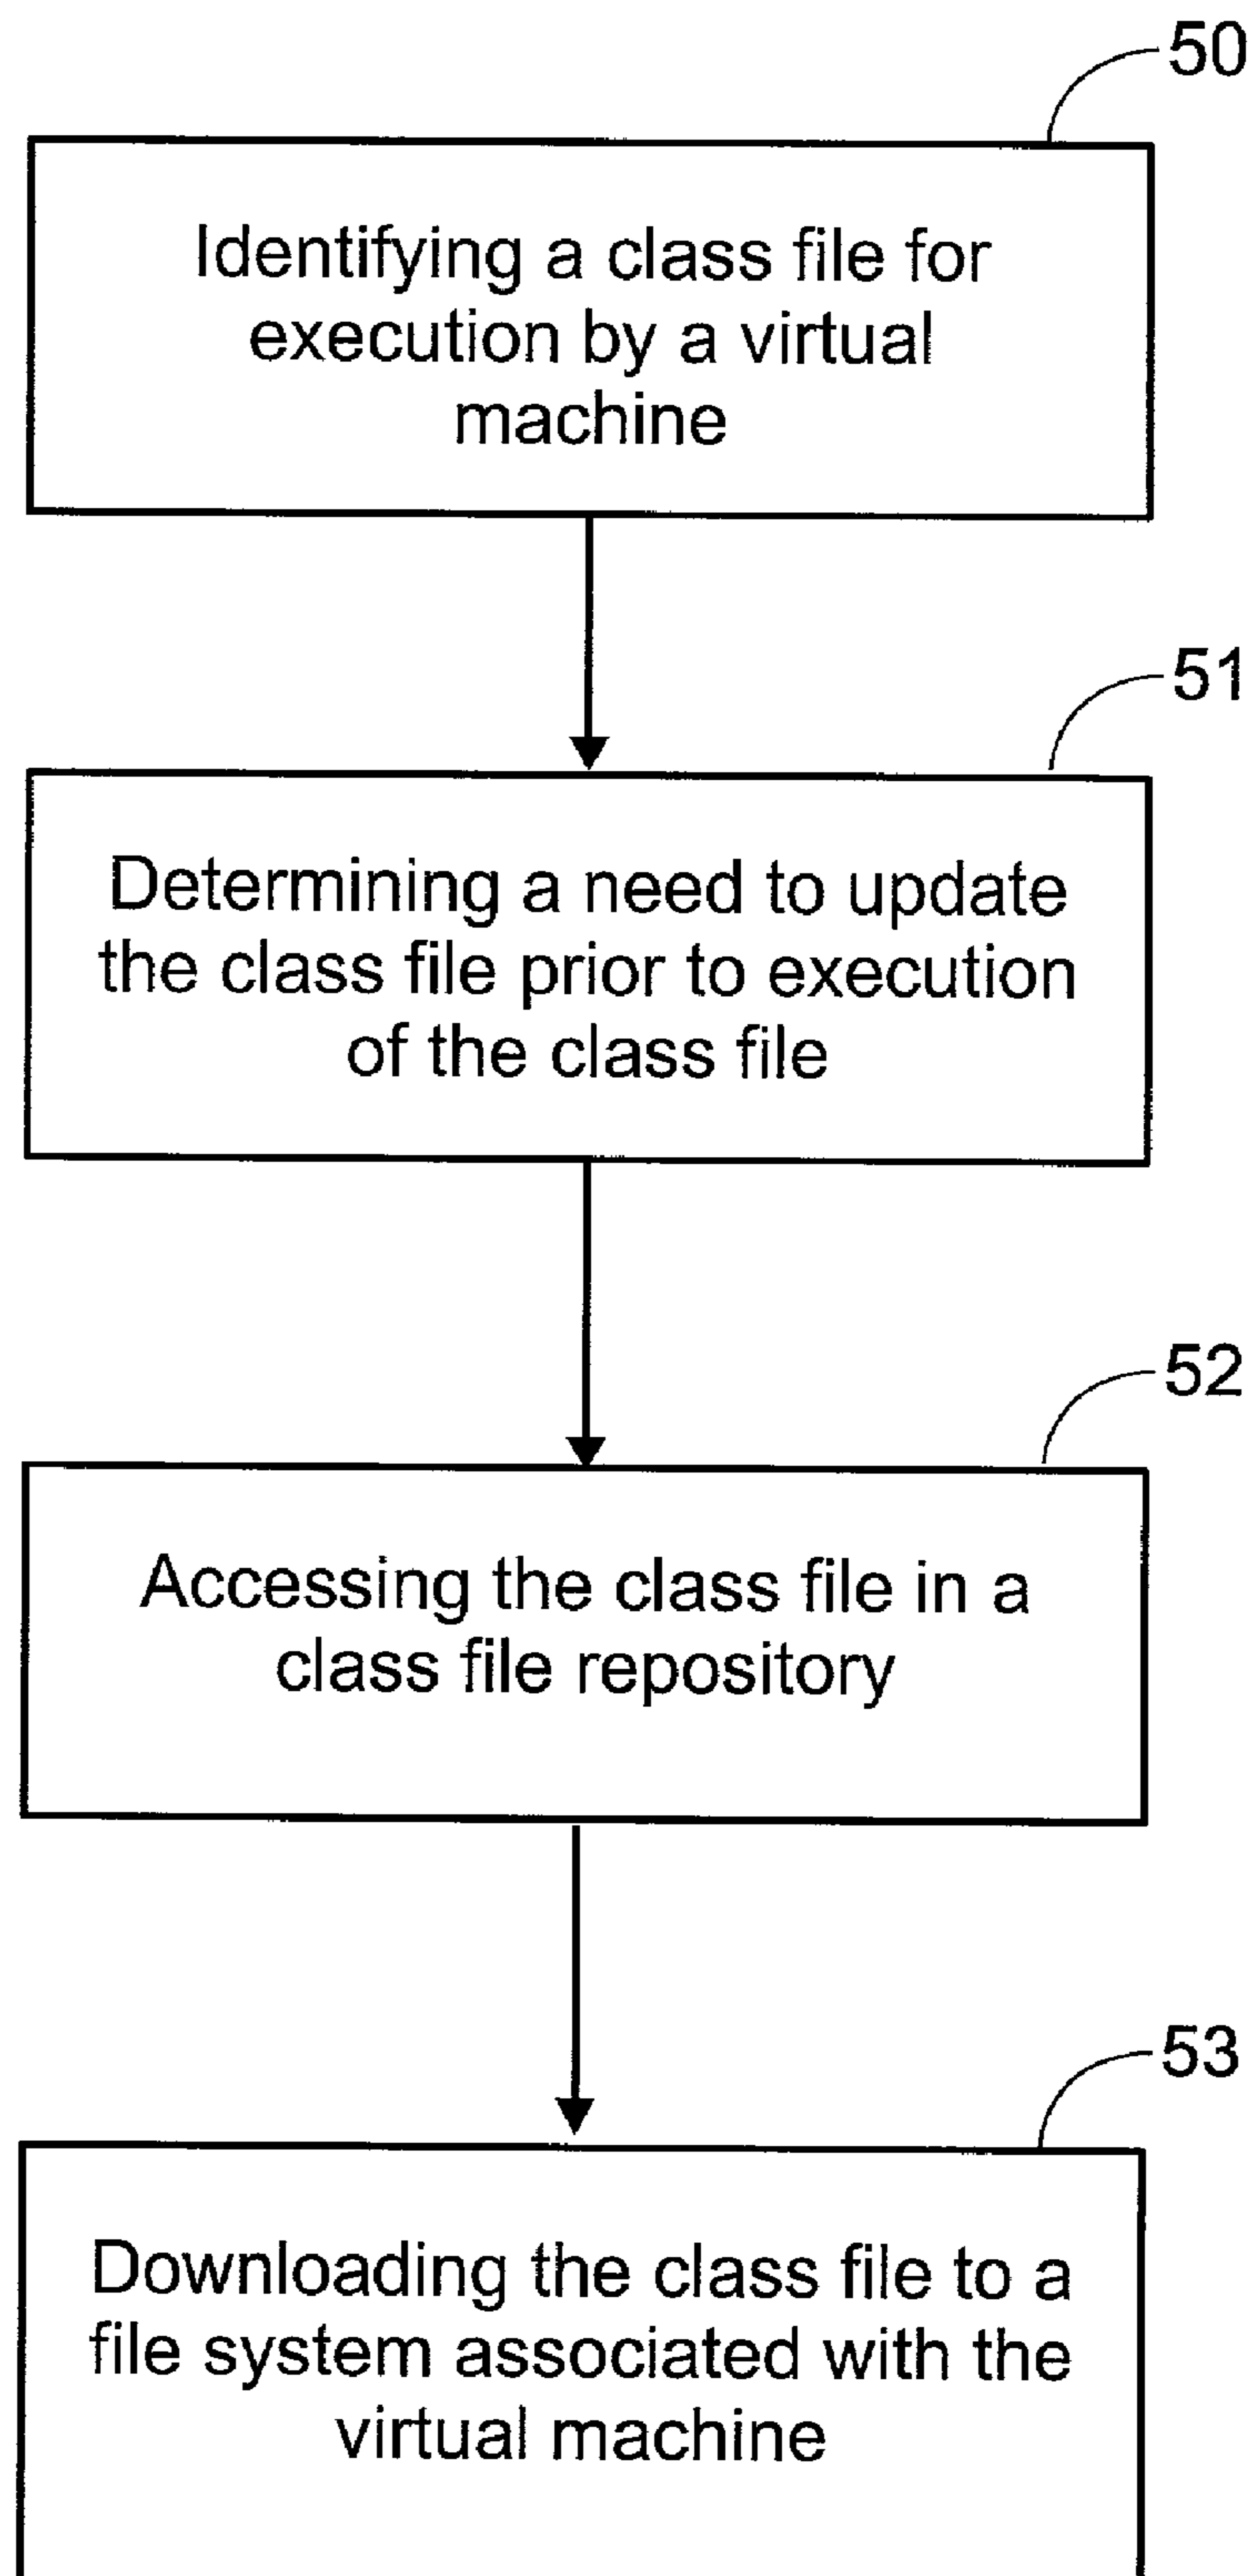 50
Identifying a class file for
execution by a virtual
machine
51
Determining a need to update
the class file prior to execution
of the class file
52
Accessing the class file in a
class file repository
53
Downloading the class file to a
file system associated with the
virtual machine